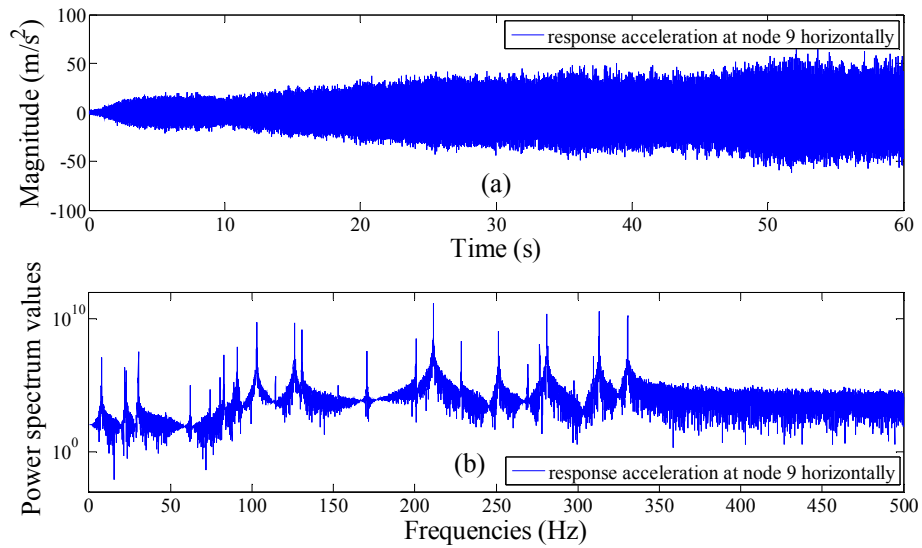 100
50
0
-50
-100
Magnitude (m/s²)
response acceleration at node 9 horizontally
(a)
0 10 20 30 40 50 60
Time (s)
10^10
10^0
Power spectrum values
(b)
response acceleration at node 9 horizontally
0 50 100 150 200 250 300 350 400 450 500
Frequencies (Hz)